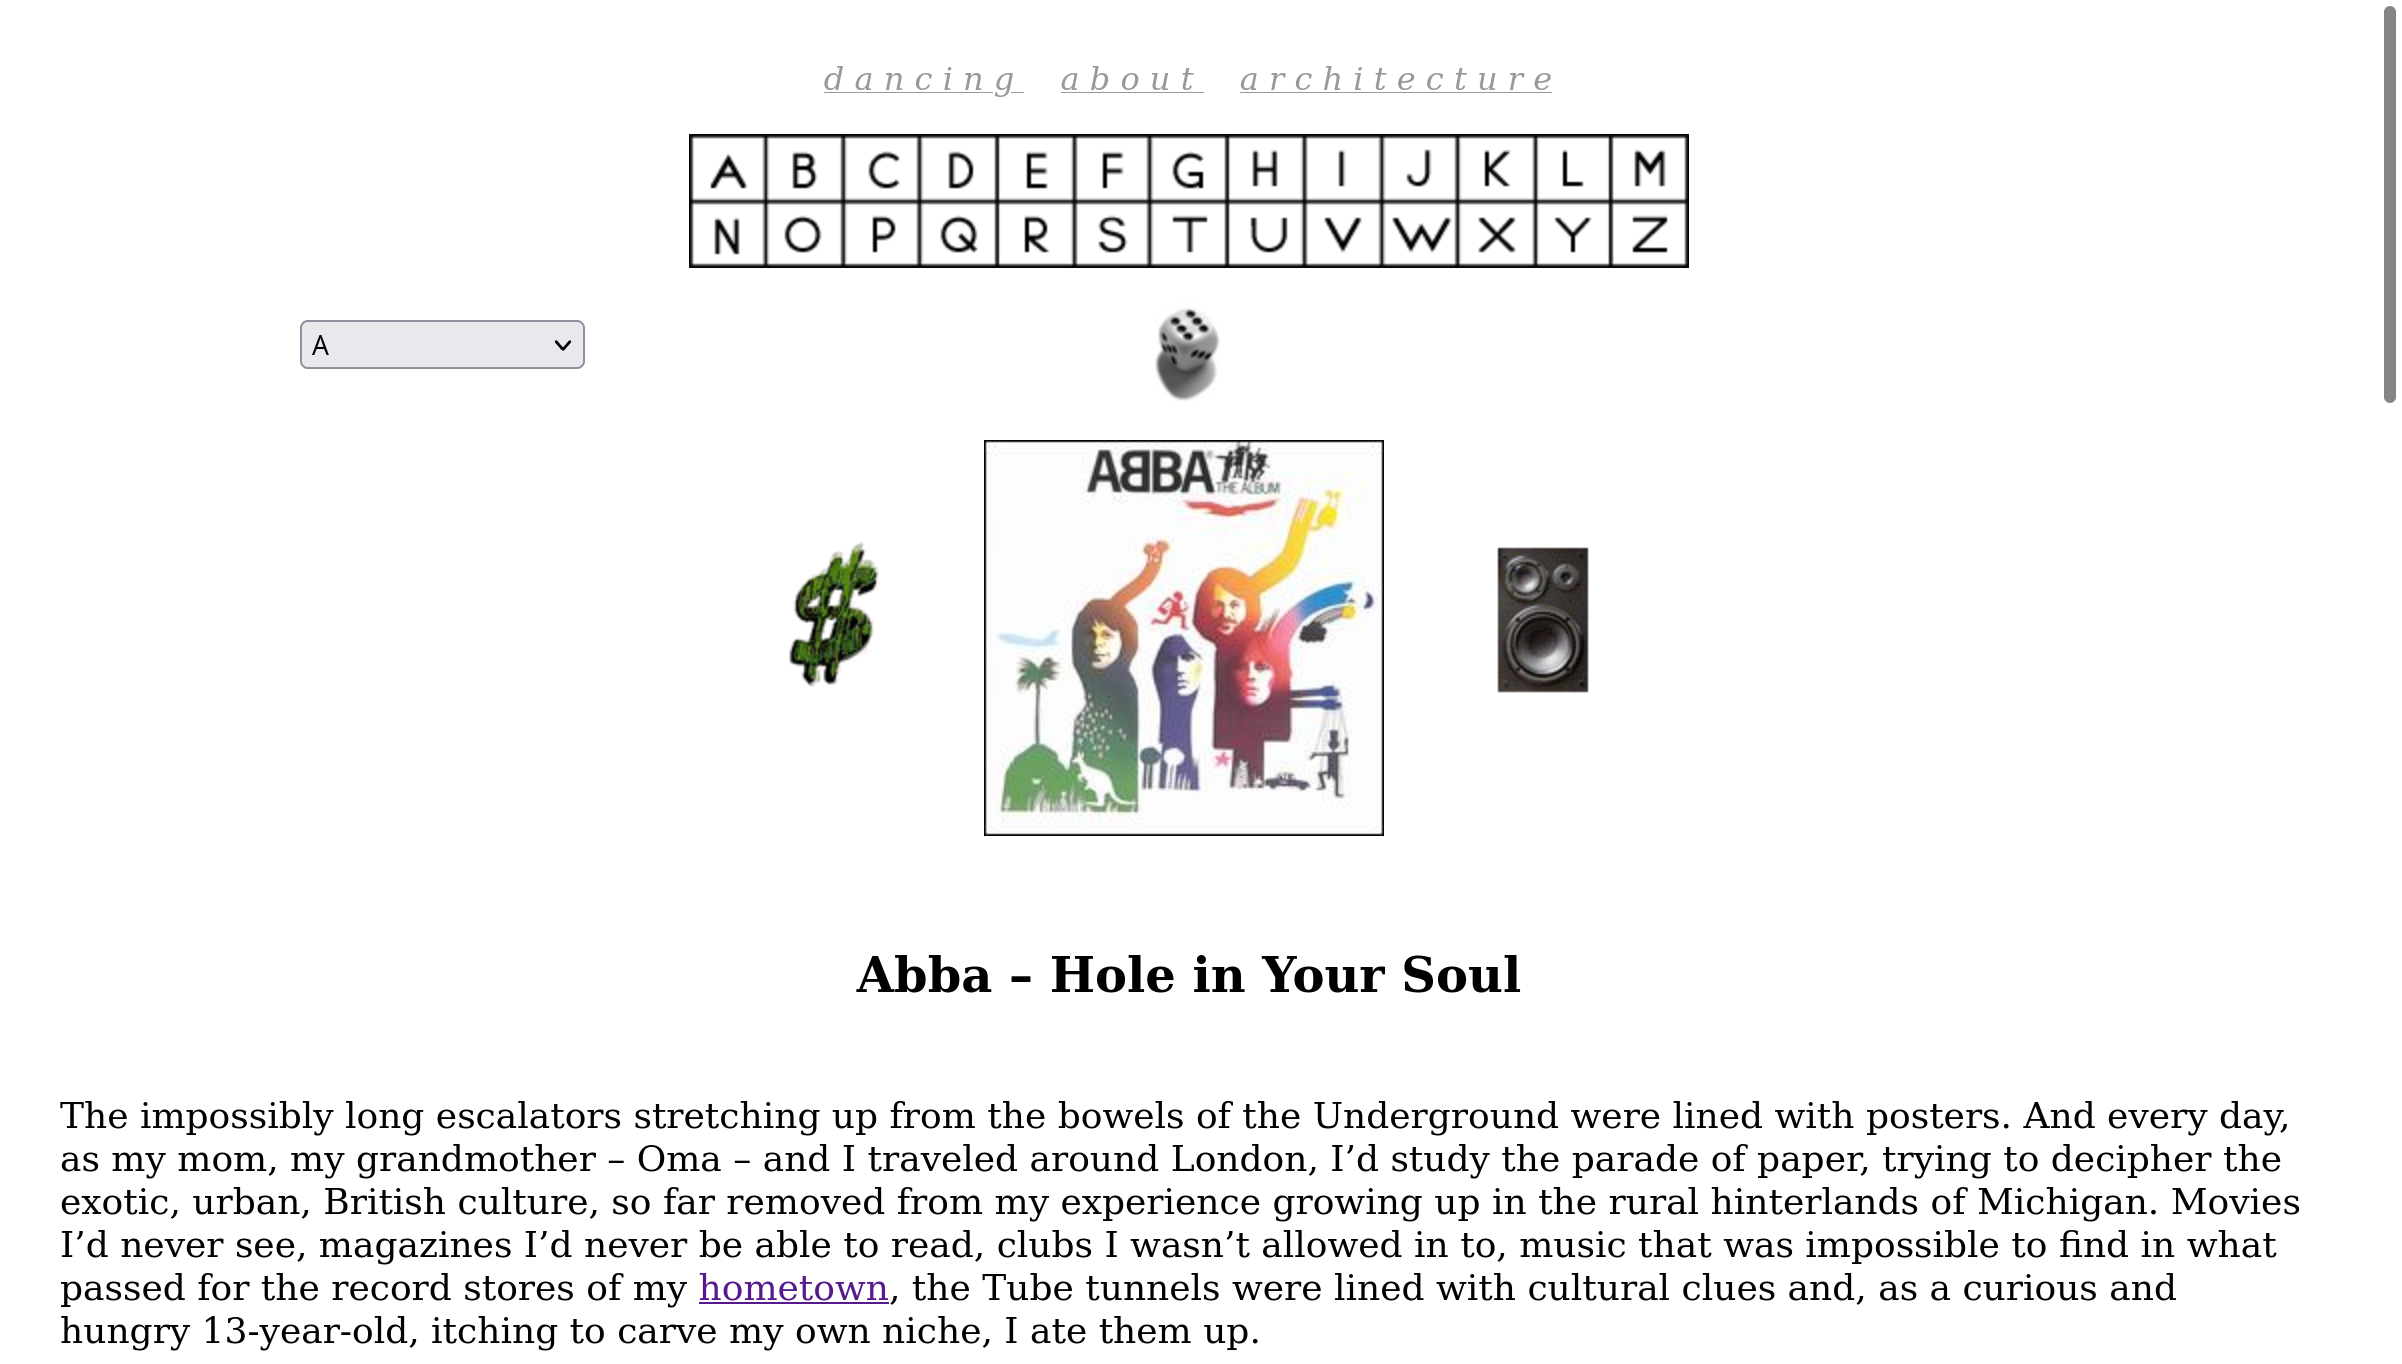 dancing about architecture
A B C D E F G H I J K L M
N O P Q R S T U V W X Y Z
A
ABBA
THE ALBUM
Abba – Hole in Your Soul
The impossibly long escalators stretching up from the bowels of the Underground were lined with posters. And every day,
as my mom, my grandmother – Oma – and I traveled around London, I’d study the parade of paper, trying to decipher the
exotic, urban, British culture, so far removed from my experience growing up in the rural hinterlands of Michigan. Movies
I’d never see, magazines I’d never be able to read, clubs I wasn’t allowed in to, music that was impossible to find in what
passed for the record stores of my hometown, the Tube tunnels were lined with cultural clues and, as a curious and
hungry 13-year-old, itching to carve my own niche, I ate them up.